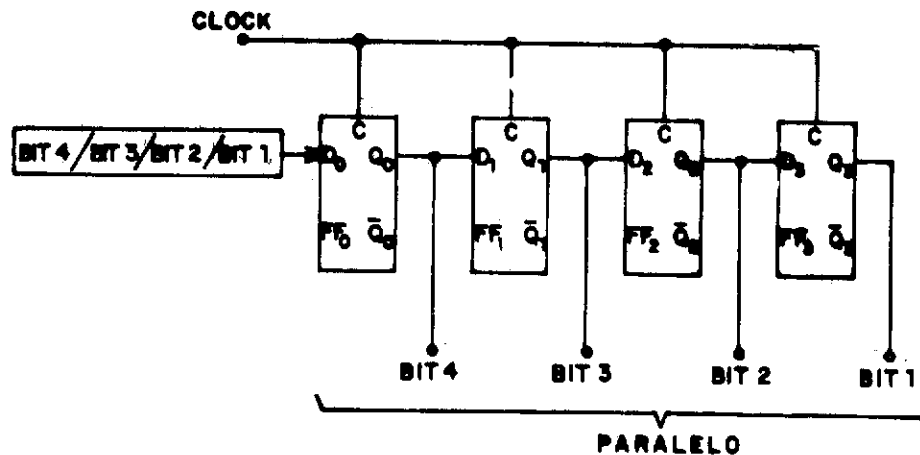 CLOCK
C C C C
BIT 4/BIT 3/BIT 2/BIT 1
D₀ Q₀ D₁ Q₁ D₂ Q₂ D₃ Q₃
FF₀ Q̅₀ FF₁ Q̅₁ FF₂ Q̅₂ FF₃ Q̅₃
BIT 4 BIT 3 BIT 2 BIT 1
PARALELO